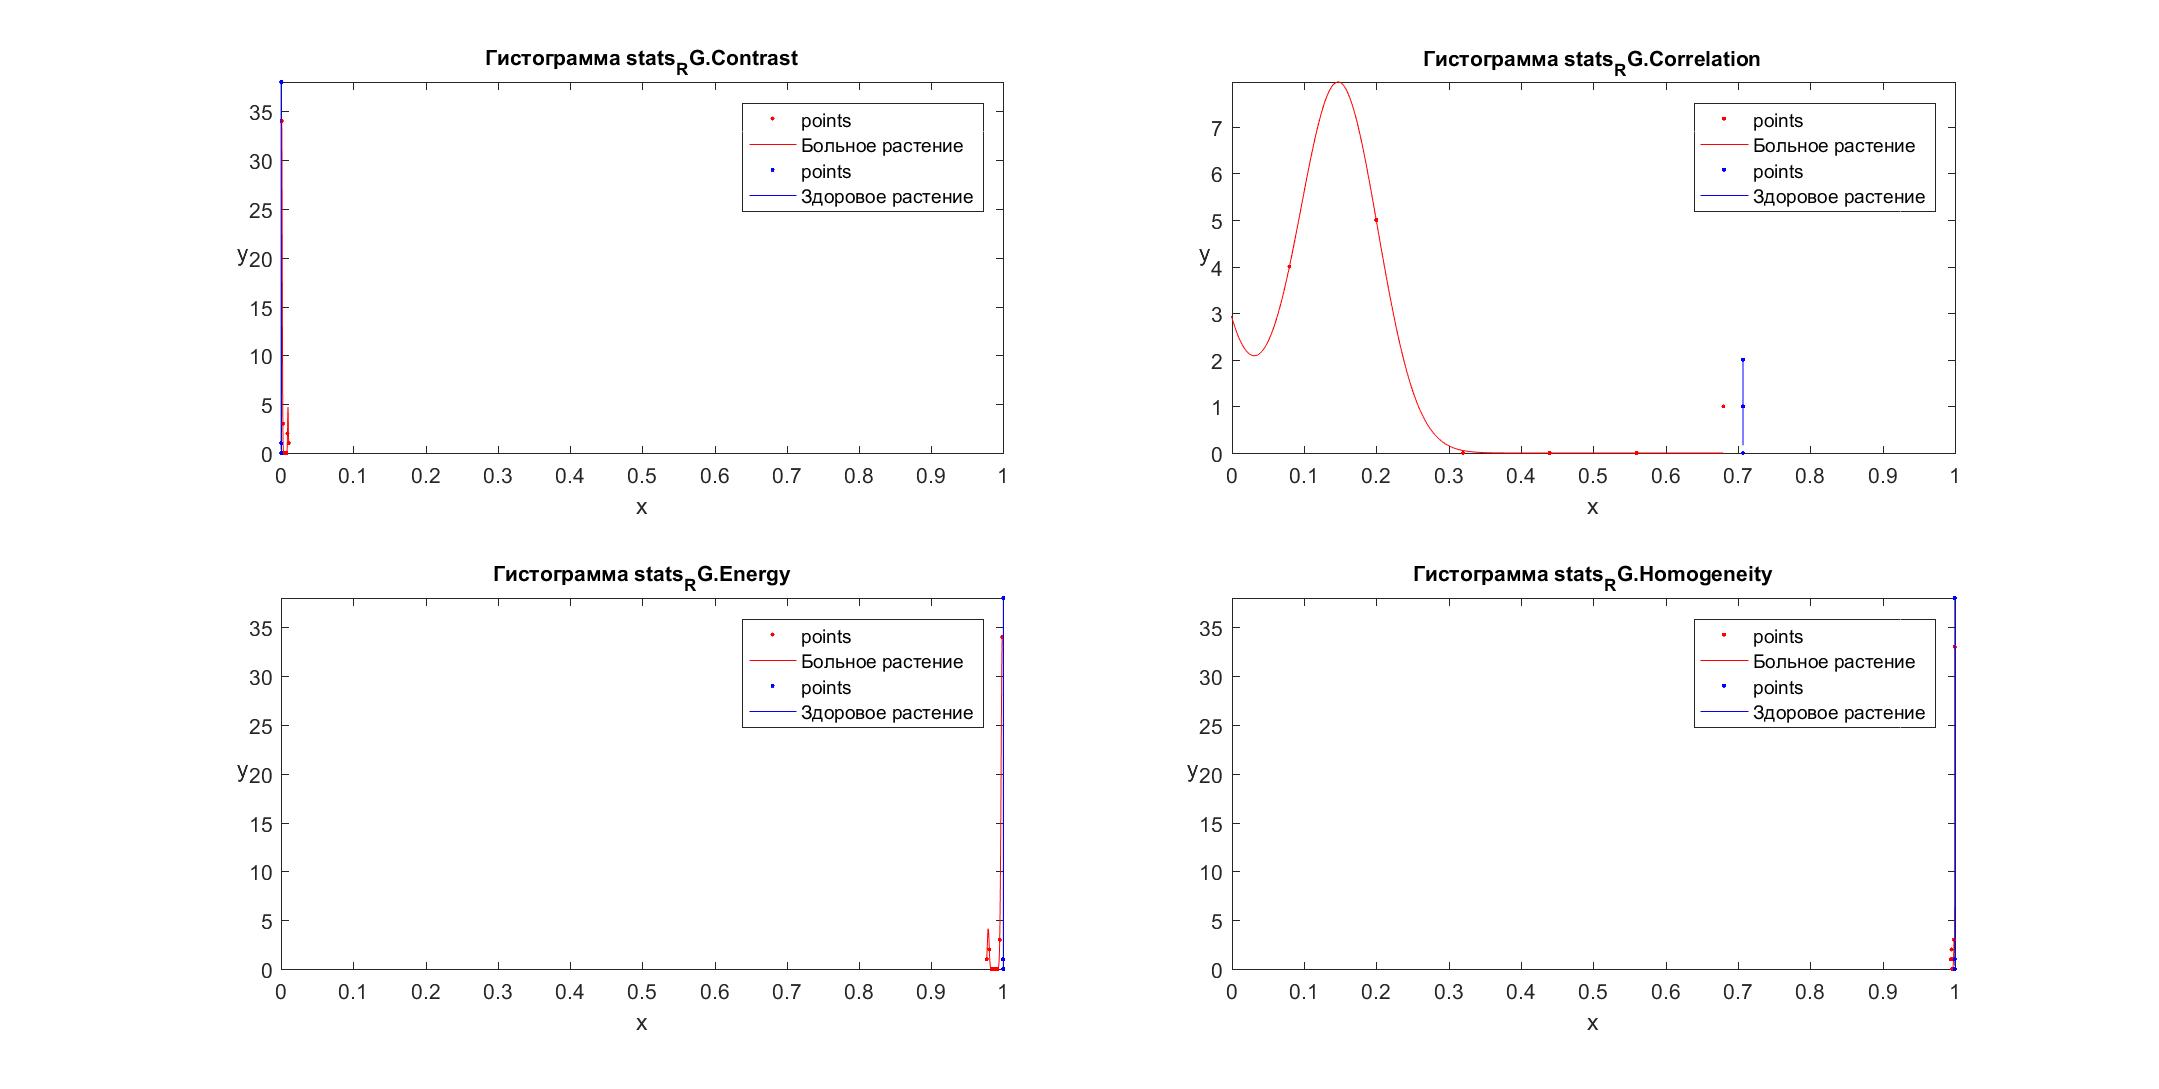 Гистограмма stats_RG.Contrast
35
30
25
20
15
10
5
0
y
0 0.1 0.2 0.3 0.4 0.5 0.6 0.7 0.8 0.9 1
x
points
Больное растение
points
Здоровое растение
Гистограмма stats_RG.Correlation
7
6
5
4
3
2
1
0
y
0 0.1 0.2 0.3 0.4 0.5 0.6 0.7 0.8 0.9 1
x
points
Больное растение
points
Здоровое растение
Гистограмма stats_RG.Energy
35
30
25
20
15
10
5
0
y
0 0.1 0.2 0.3 0.4 0.5 0.6 0.7 0.8 0.9 1
x
points
Больное растение
points
Здоровое растение
Гистограмма stats_RG.Homogeneity
35
30
25
20
15
10
5
0
y
0 0.1 0.2 0.3 0.4 0.5 0.6 0.7 0.8 0.9 1
x
points
Больное растение
points
Здоровое растение